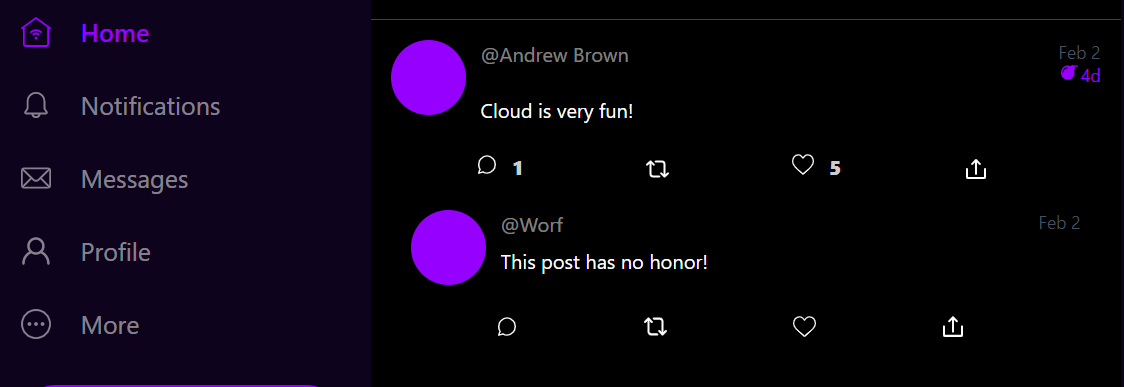 Home
Notifications
Messages
Profile
More
@Andrew Brown
Feb 2
4d
Cloud is very fun!
1
5
@Worf
Feb 2
This post has no honor!